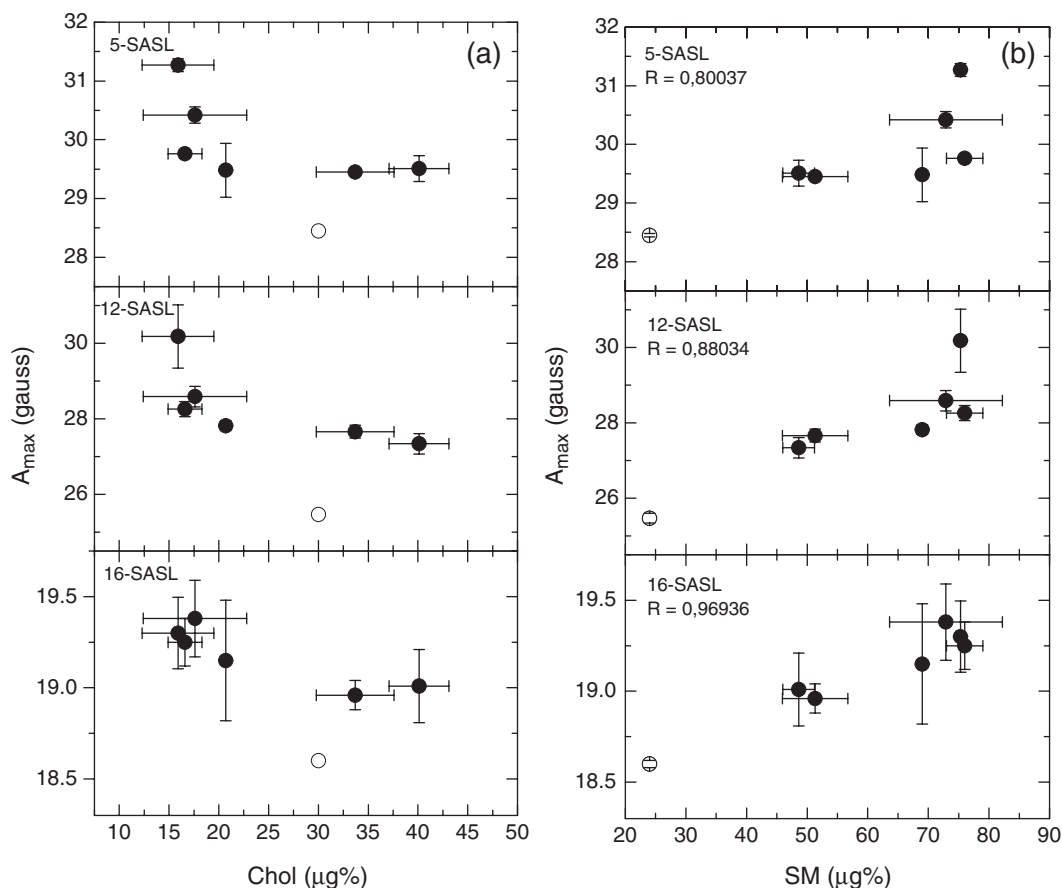 32
5-SASL
(a)
31
30
29
28
12-SASL
30
28
26
16-SASL
19.5
19.0
18.5
10 15 20 25 30 35 40 45 50
Chol (μg%)
A_max (gauss)
32
5-SASL
(b)
R = 0,80037
31
30
29
28
12-SASL
R = 0,88034
30
28
26
16-SASL
R = 0,96936
19.5
19.0
18.5
20 30 40 50 60 70 80 90
SM (μg%)
A_max (gauss)